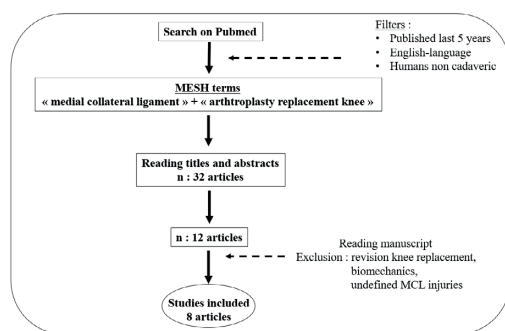 Search on Pubmed
Filters :
• Published last 5 years
• English-language
• Humans non cadaveric
MESH terms
« medial collateral ligament » + « arthtroplasty replacement knee »
Reading titles and abstracts
n : 32 articles
n : 12 articles
Reading manuscript
Exclusion : revision knee replacement,
biomechanics,
undefined MCL injuries
Studies included
8 articles